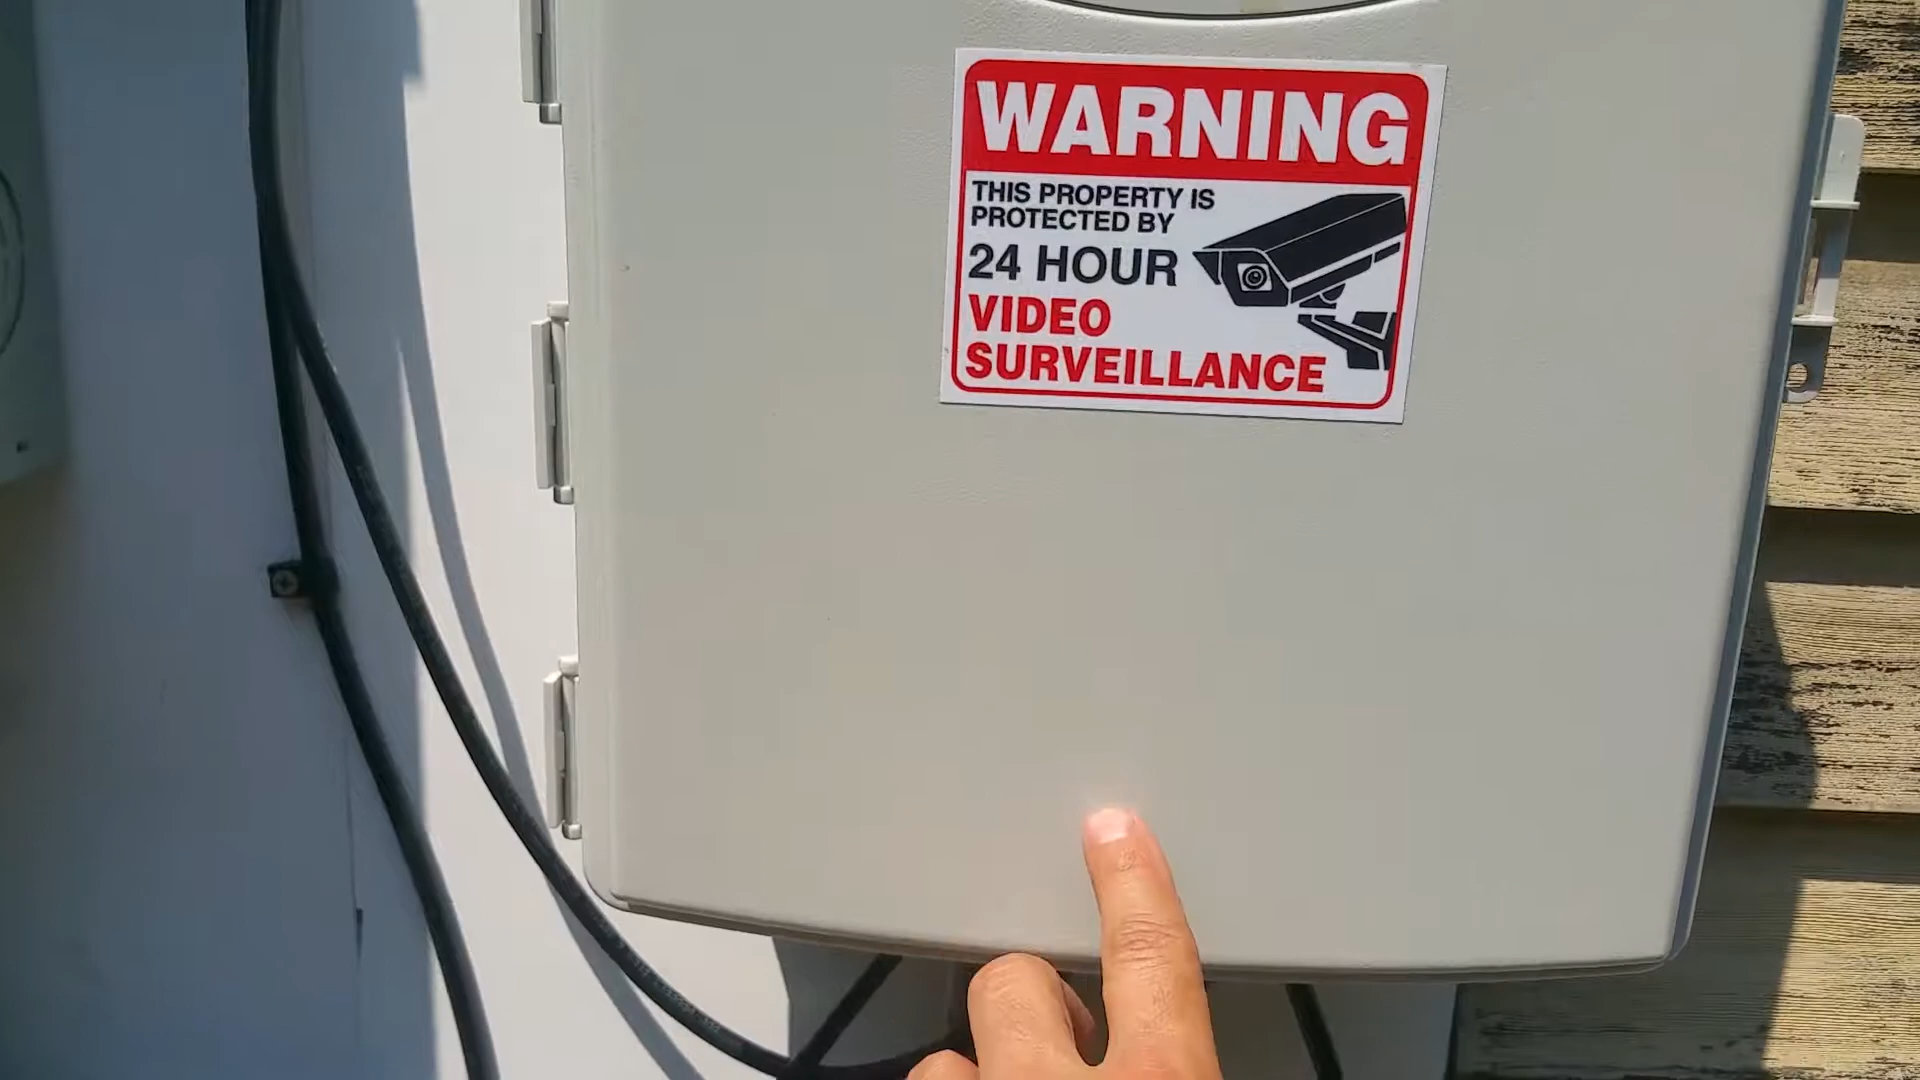 WARNING
THIS PROPERTY IS
PROTECTED BY
24 HOUR
VIDEO
SURVEILLANCE